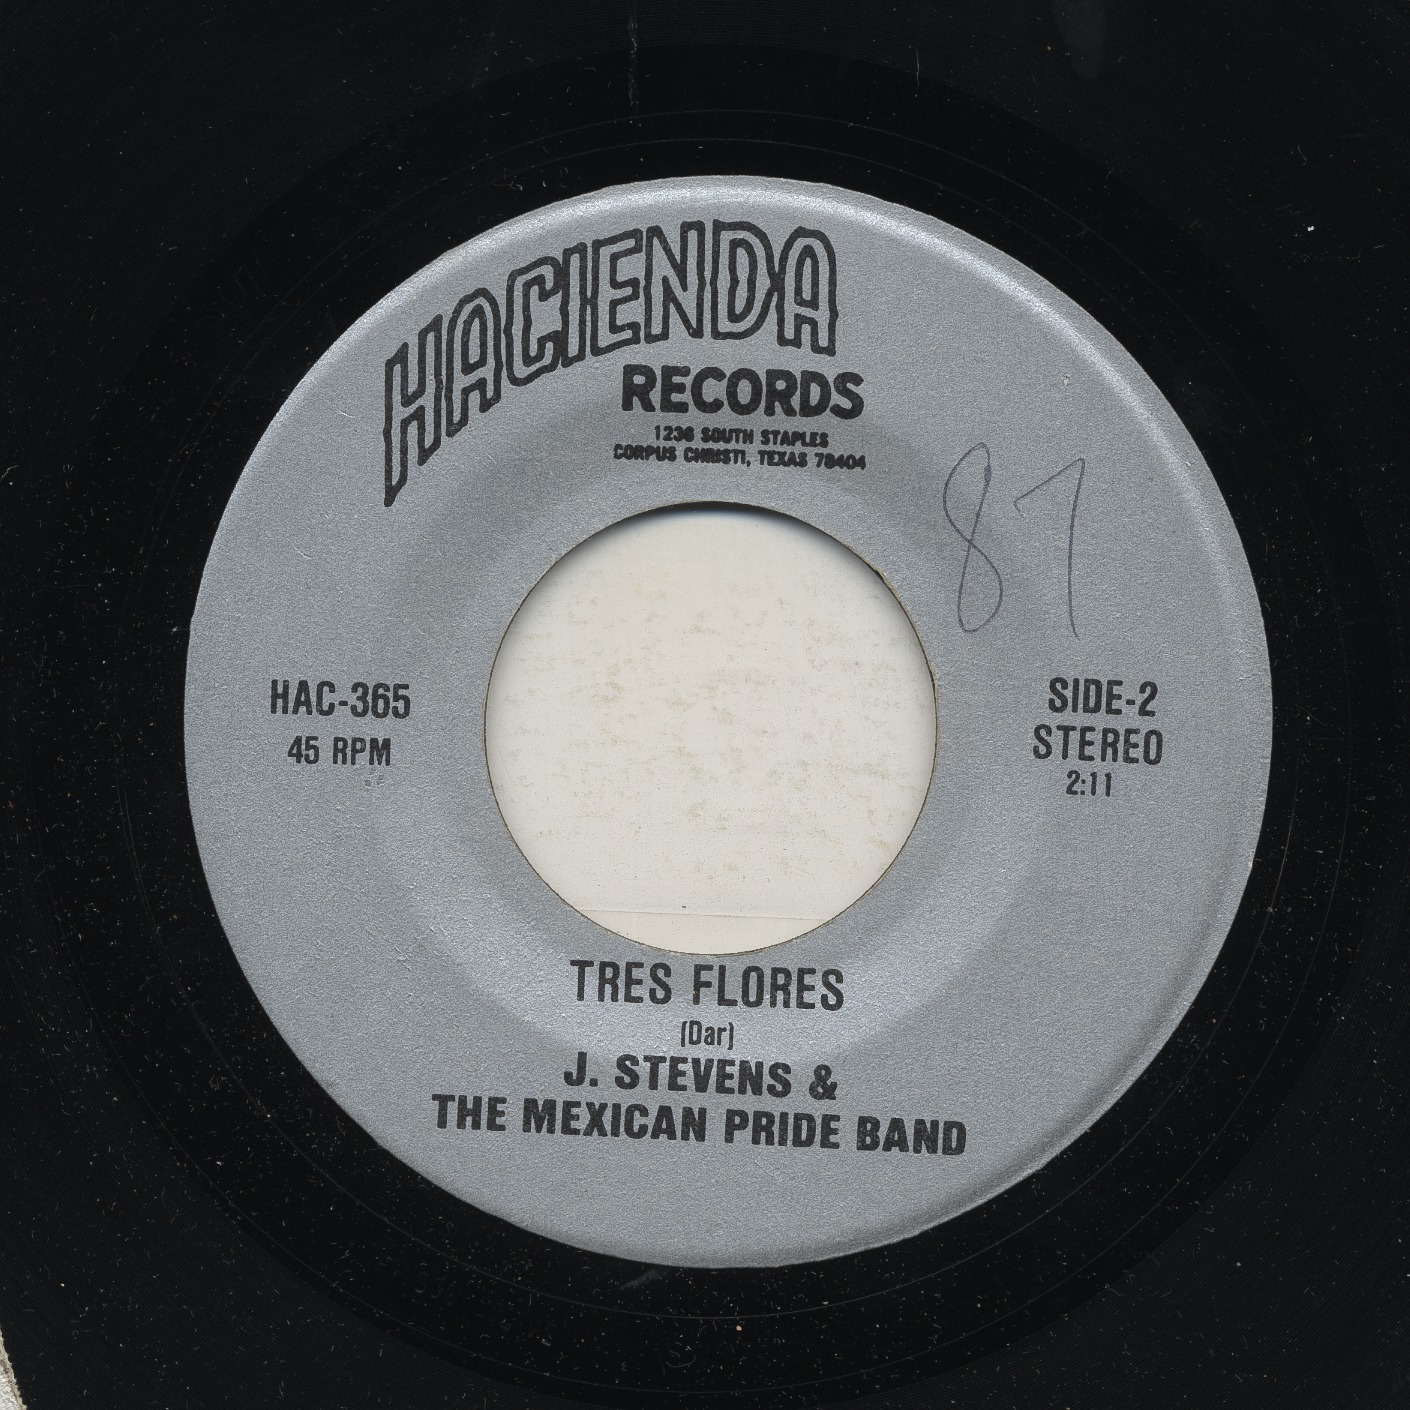 HACIENDA
RECORDS
1236 SOUTH STAPLES
CORPUS CHRISTI, TEXAS 78404
87
HAC-365
45 RPM
SIDE-2
STEREO
2:11
TRES FLORES
(Dar)
J. STEVENS &
THE MEXICAN PRIDE BAND